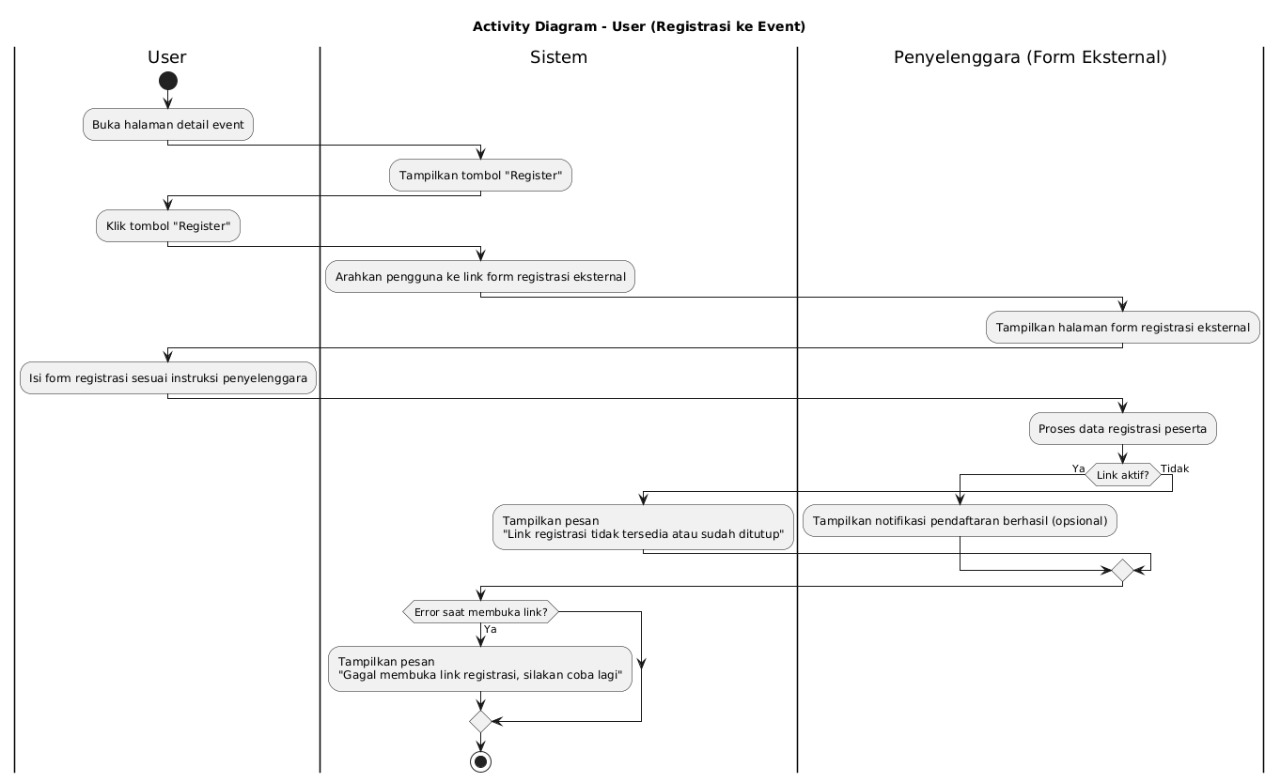 Activity Diagram - User (Registrasi ke Event)
User
Sistem
Penyelenggara (Form Eksternal)
Buka halaman detail event
Tampilkan tombol "Register"
Klik tombol "Register"
Arahkan pengguna ke link form registrasi eksternal
Tampilkan halaman form registrasi eksternal
Isi form registrasi sesuai instruksi penyelenggara
Proses data registrasi peserta
Ya
Link aktif?
Tidak
Tampilkan pesan
"Link registrasi tidak tersedia atau sudah ditutup"
Tampilkan notifikasi pendaftaran berhasil (opsional)
Error saat membuka link?
Ya
Tampilkan pesan
"Gagal membuka link registrasi, silakan coba lagi"